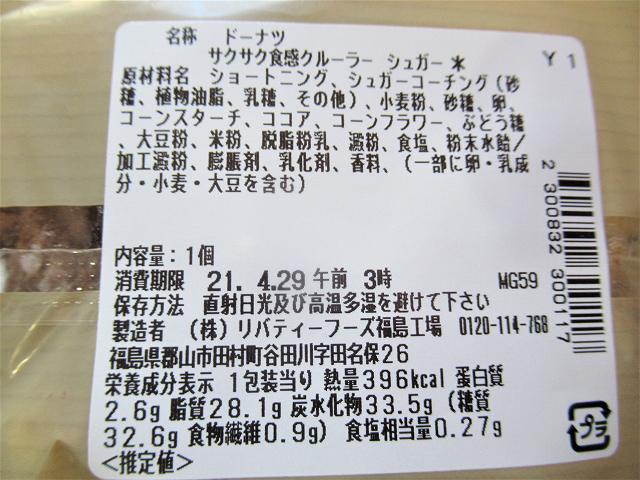 名称　ドーナツ
サクサク食感クルーラー　シュガー 米　Y 1
原材料名　ショートニング、シュガーコーチング（砂
糖、植物油脂、乳糖、その他）、小麦粉、砂糖、卵、
コーンスターチ、ココア、コーンフラワー、ぶどう糖
、大豆粉、米粉、脱脂粉乳、澱粉、食塩、粉末水飴／
加工澱粉、膨脹剤、乳化剤、香料、（一部に卵・乳成
分・小麦・大豆を含む）
内容量：1個
消費期限　21. 4.29 午前　3時　MG59
保存方法　直射日光及び高温多湿を避けて下さい
製造者　（株）リバティーフーズ福島工場　0120-114-768
福島県郡山市田村町谷田川字田名保26
栄養成分表示　1包装当り 熱量396kcal 蛋白質
2.6g 脂質28.1g 炭水化物33.5g（糖質
32.6g 食物繊維0.9g）　食塩相当量0.27g
＜推定値＞
2 300832 300117
プラ